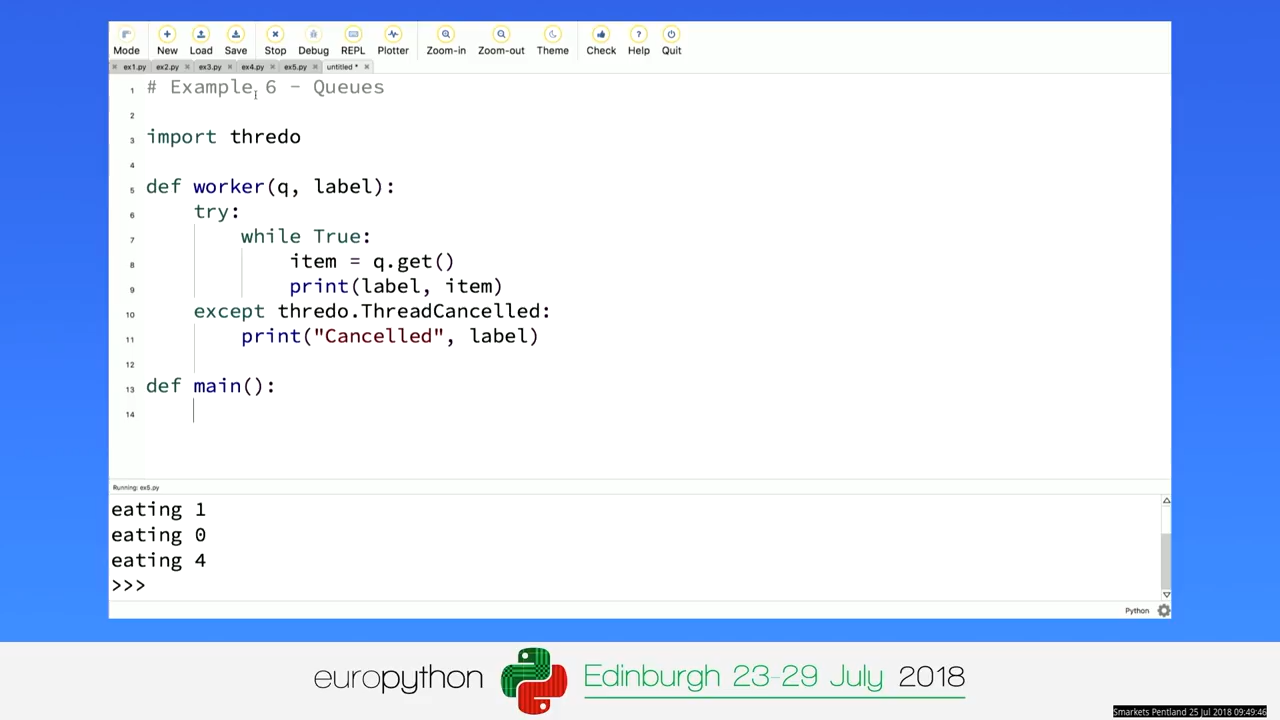 Mode New Load Save Stop Debug REPL Plotter Zoom-in Zoom-out Theme Check Help Quit
ex1.py ex2.py ex3.py ex4.py ex5.py untitled *
1 # Example 6 - Queues
2
3 import thredo
4
5 def worker(q, label):
6 try:
7 while True:
8 item = q.get()
9 print(label, item)
10 except thredo.ThreadCancelled:
11 print("Cancelled", label)
12
13 def main():
14
Running: ex5.py
eating 1
eating 0
eating 4
>>>
Python
europython Edinburgh 23-29 July 2018
Smarkets Pentland 25 Jul 2018 09:49:46